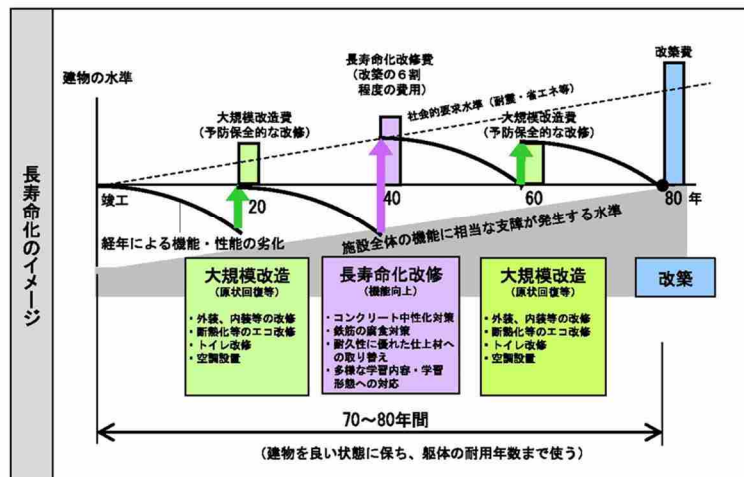 長寿命化のイメージ
建物の水準
長寿命化改修費
(改築の6割
程度の費用)
改築費
社会的要求水準(耐震・省エネ等)
大規模改造費
(予防保全的な改修)
大規模改造費
(予防保全的な改修)
竣工
20
40
60
80 年
経年による機能・性能の劣化
施設全体の機能に相当な支障が発生する水準
大規模改造
(原状回復等)
・外装、内装等の改修
・断熱化等のエコ改修
・トイレ改修
・空調設置
長寿命化改修
(機能向上)
・コンクリート中性化対策
・鉄筋の腐食対策
・耐久性に優れた仕上材へ
の取り替え
・多様な学習内容・学習
形態への対応
大規模改造
(原状回復等)
・外装、内装等の改修
・断熱化等のエコ改修
・トイレ改修
・空調設置
改築
70～80年間
(建物を良い状態に保ち、躯体の耐用年数まで使う)